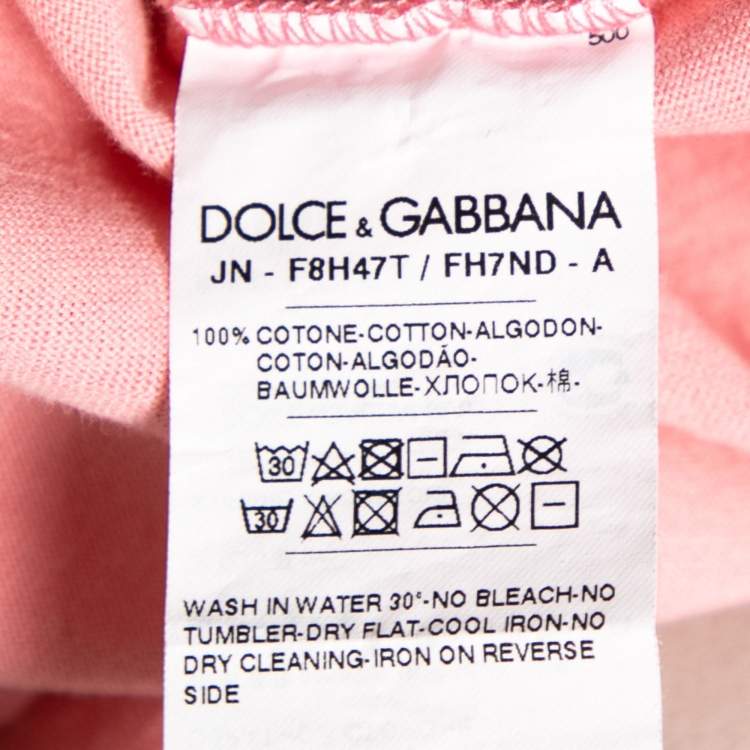 500
DOLCE & GABBANA
JN - F8H47T / FH7ND - A
100% COTONE-COTTON-ALGODON-
COTON-ALGODÃO-
BAUMWOLLE-ХЛОПОК-棉-
30
30
WASH IN WATER 30°-NO BLEACH-NO
TUMBLER-DRY FLAT-COOL IRON-NO
DRY CLEANING-IRON ON REVERSE
SIDE